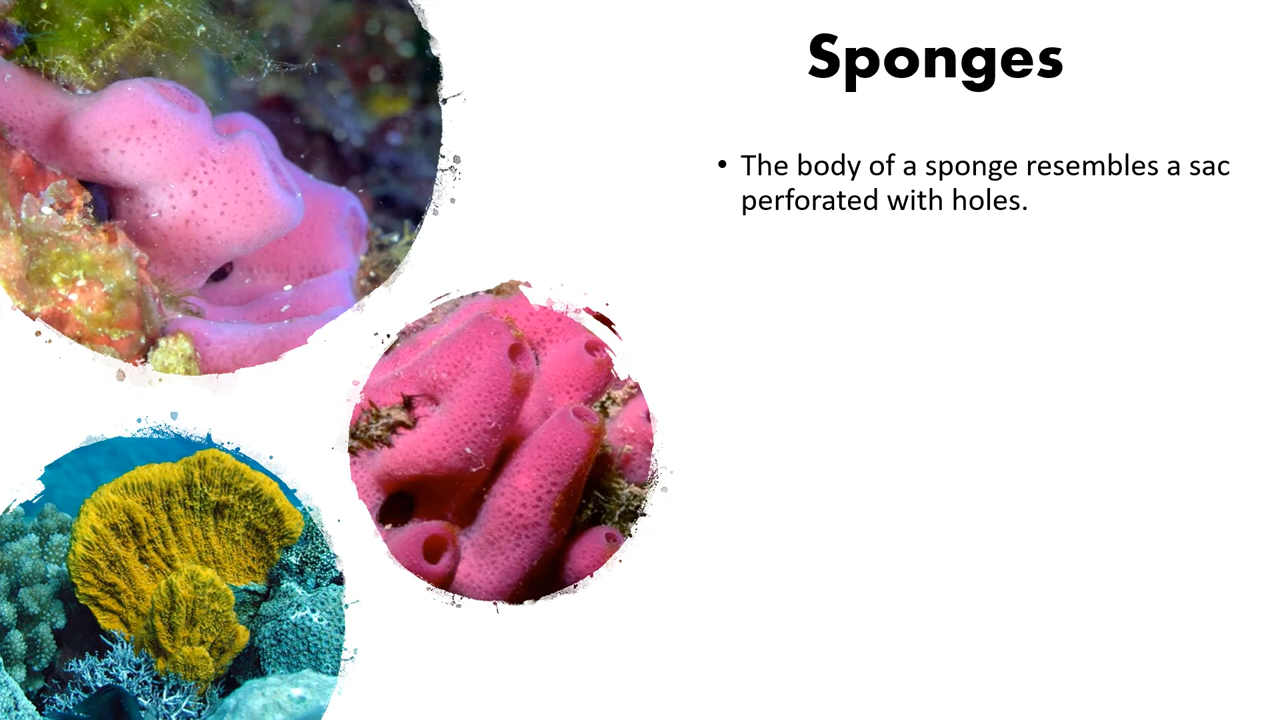 Sponges
• The body of a sponge resembles a sac
perforated with holes.